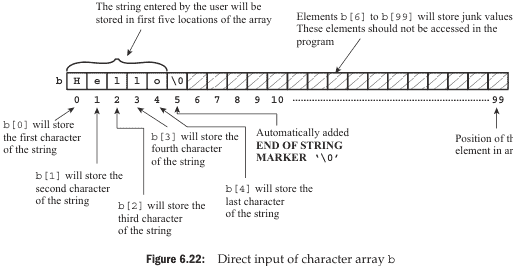 The string entered by the user will be
stored in first five locations of the array
Elements b[6] to b[99] will store junk values
These elements should not be accessed in the
program
b H e l l o \0
0 1 2 3 4 5 6 7 8 9 10 99
b[0] will store
the first character
of the string
b[3] will store the
fourth character
of the string
Automatically added
END OF STRING
MARKER '\0'
Position of
element in
b[1] will store the
second character
of the string
b[2] will store the
third character
of the string
b[4] will store the
last character
of the string
Figure 6.22: Direct input of character array b